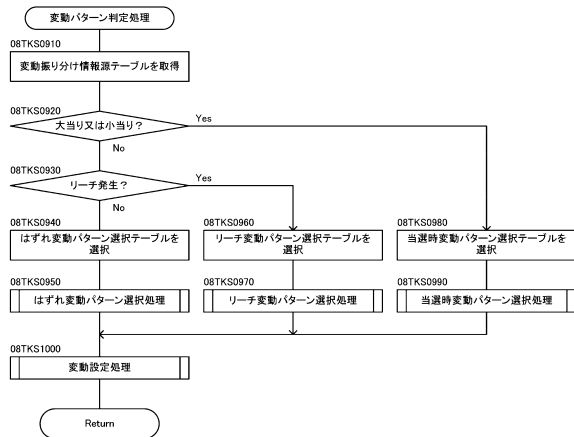 変動パターン判定処理
08TKS0910
変動振り分け情報源テーブルを取得
08TKS0920
大当り又は小当り？
Yes
No
08TKS0930
リーチ発生？
Yes
No
08TKS0940
はずれ変動パターン選択テーブルを
選択
08TKS0960
リーチ変動パターン選択テーブルを
選択
08TKS0980
当選時変動パターン選択テーブルを
選択
08TKS0950
はずれ変動パターン選択処理
08TKS0970
リーチ変動パターン選択処理
08TKS0990
当選時変動パターン選択処理
08TKS1000
変動設定処理
Return